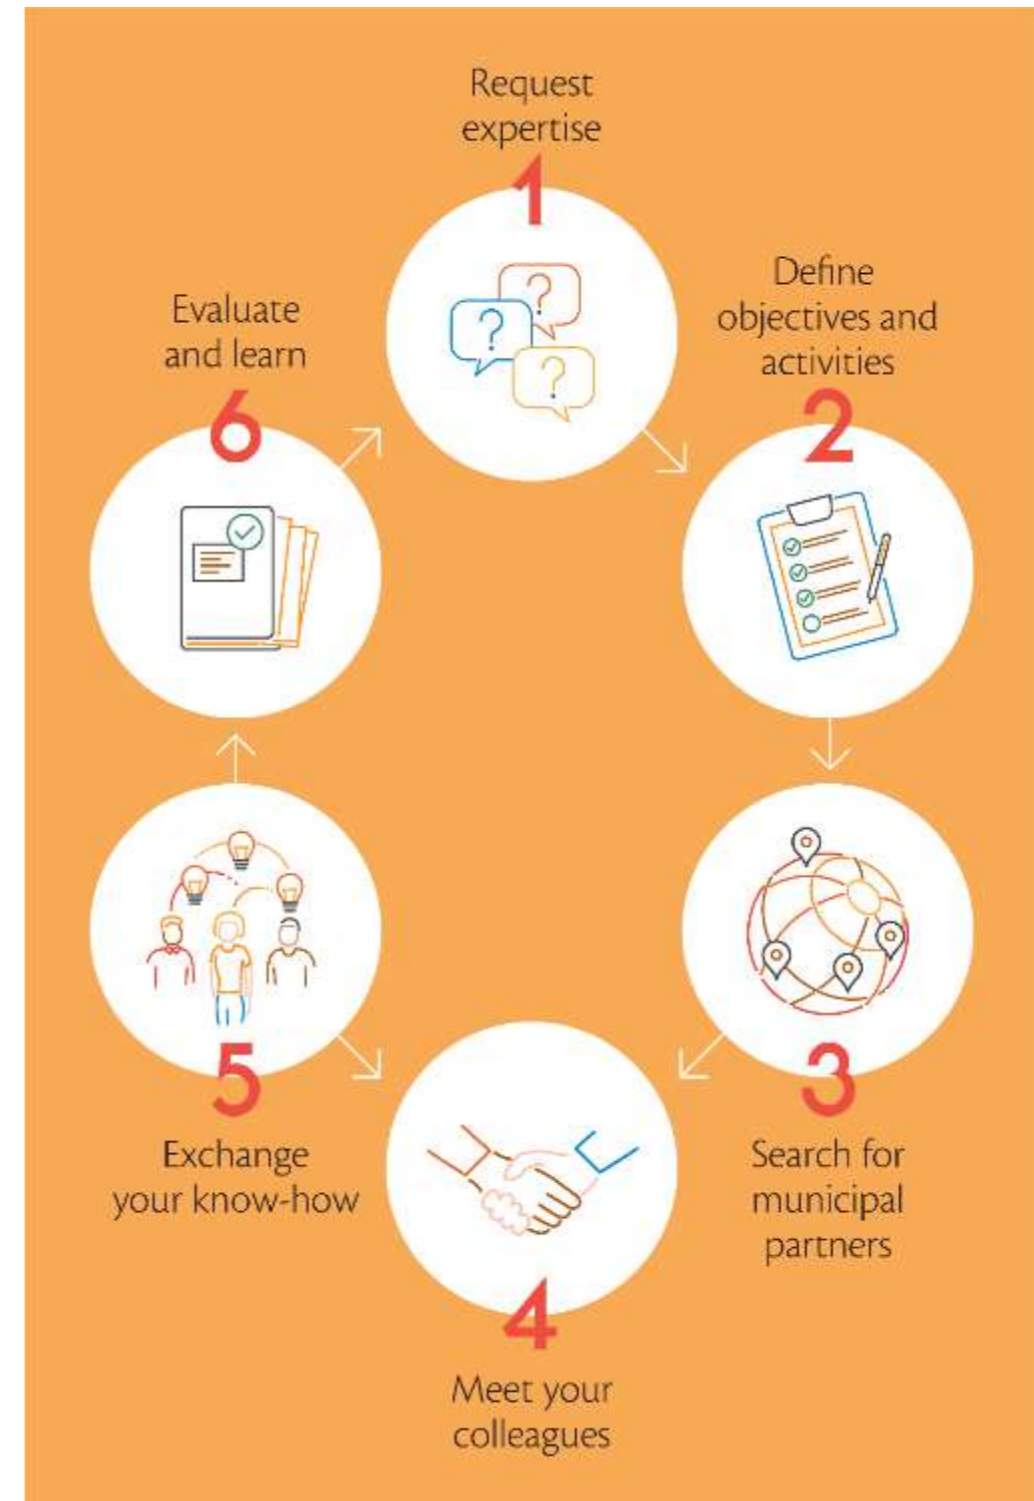 Request
expertise
1
Define
objectives and
activities
2
3
Search for
municipal
partners
4
Meet your
colleagues
5
Exchange
your know-how
Evaluate
and learn
6
?
?
?